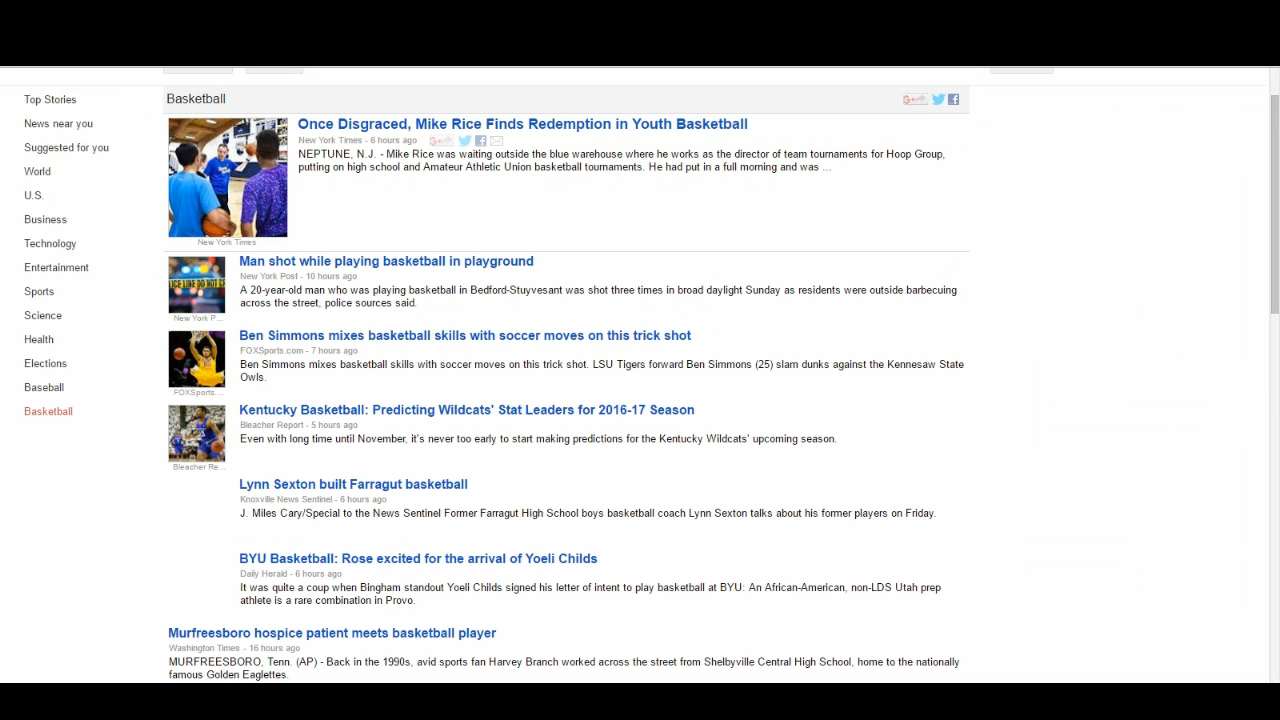 Top Stories
News near you
Suggested for you
World
U.S.
Business
Technology
Entertainment
Sports
Science
Health
Elections
Baseball
Basketball
Basketball
Once Disgraced, Mike Rice Finds Redemption in Youth Basketball
New York Times - 6 hours ago
NEPTUNE, N.J. - Mike Rice was waiting outside the blue warehouse where he works as the director of team tournaments for Hoop Group,
putting on high school and Amateur Athletic Union basketball tournaments. He had put in a full morning and was ...
New York Times
Man shot while playing basketball in playground
New York Post - 10 hours ago
A 20-year-old man who was playing basketball in Bedford-Stuyvesant was shot three times in broad daylight Sunday as residents were outside barbecuing
across the street, police sources said.
New York P...
Ben Simmons mixes basketball skills with soccer moves on this trick shot
FOXSports.com - 7 hours ago
Ben Simmons mixes basketball skills with soccer moves on this trick shot. LSU Tigers forward Ben Simmons (25) slam dunks against the Kennesaw State
Owls.
FOXSports...
Kentucky Basketball: Predicting Wildcats' Stat Leaders for 2016-17 Season
Bleacher Report - 5 hours ago
Even with long time until November, it's never too early to start making predictions for the Kentucky Wildcats' upcoming season.
Bleacher Re...
Lynn Sexton built Farragut basketball
Knoxville News Sentinel - 6 hours ago
J. Miles Cary/Special to the News Sentinel Former Farragut High School boys basketball coach Lynn Sexton talks about his former players on Friday.
BYU Basketball: Rose excited for the arrival of Yoeli Childs
Daily Herald - 6 hours ago
It was quite a coup when Bingham standout Yoeli Childs signed his letter of intent to play basketball at BYU: An African-American, non-LDS Utah prep
athlete is a rare combination in Provo.
Murfreesboro hospice patient meets basketball player
Washington Times - 16 hours ago
MURFREESBORO, Tenn. (AP) - Back in the 1990s, avid sports fan Harvey Branch worked across the street from Shelbyville Central High School, home to the nationally
famous Golden Eaglettes.